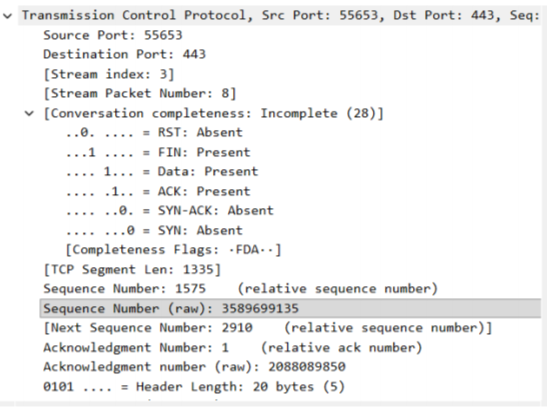 Transmission Control Protocol, Src Port: 55653, Dst Port: 443, Seq:
Source Port: 55653
Destination Port: 443
[Stream index: 3]
[Stream Packet Number: 8]
[Conversation completeness: Incomplete (28)]
..0. .... = RST: Absent
...1 .... = FIN: Present
.... 1... = Data: Present
.... .1.. = ACK: Present
.... ..0. = SYN-ACK: Absent
.... ...0 = SYN: Absent
[Completeness Flags: ·FDA··]
[TCP Segment Len: 1335]
Sequence Number: 1575    (relative sequence number)
Sequence Number (raw): 3589699135
[Next Sequence Number: 2910    (relative sequence number)]
Acknowledgment Number: 1    (relative ack number)
Acknowledgment number (raw): 2088089850
0101 .... = Header Length: 20 bytes (5)